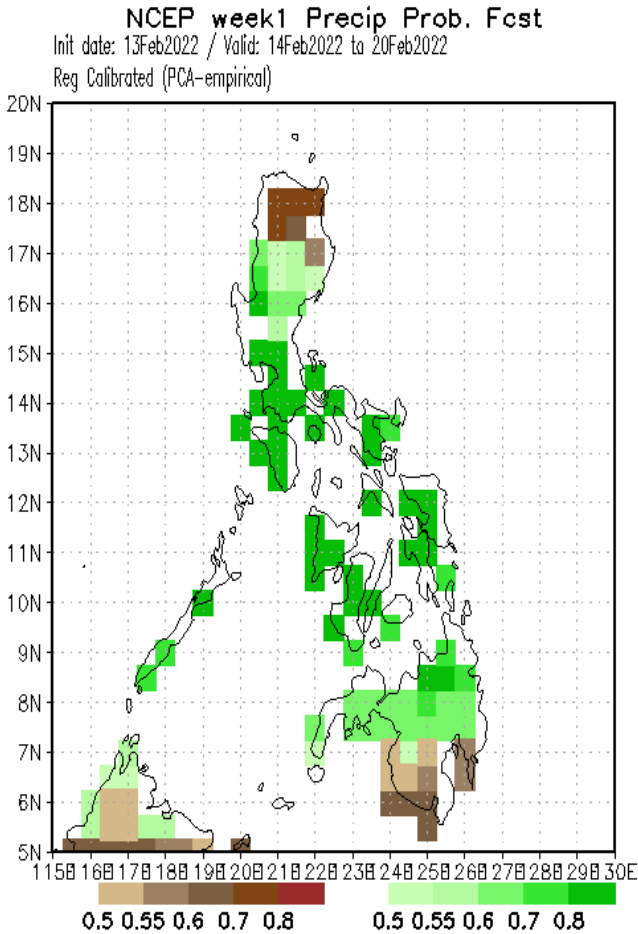 NCEP week1 Precip Prob. Fcst
Init date: 13Feb2022 / Valid: 14Feb2022 to 20Feb2022
Reg Calibrated (PCA-empirical)
20N
19N
18N
17N
16N
15N
14N
13N
12N
11N
10N
9N
8N
7N
6N
5N
115E 116E 117E 118E 119E 120E 121E 122E 123E 124E 125E 126E 127E 128E 129E 130E
0.5 0.55 0.6 0.7 0.8 0.5 0.55 0.6 0.7 0.8